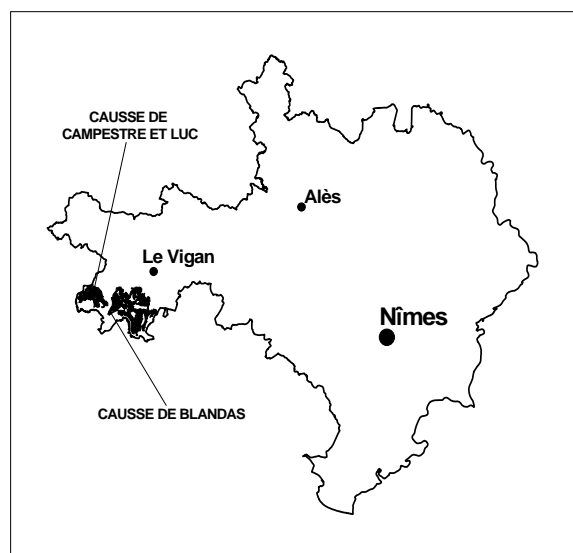 CAUSSE DE
CAMPESTRE ET LUC
Alès
Le Vigan
Nîmes
CAUSSE DE BLANDAS